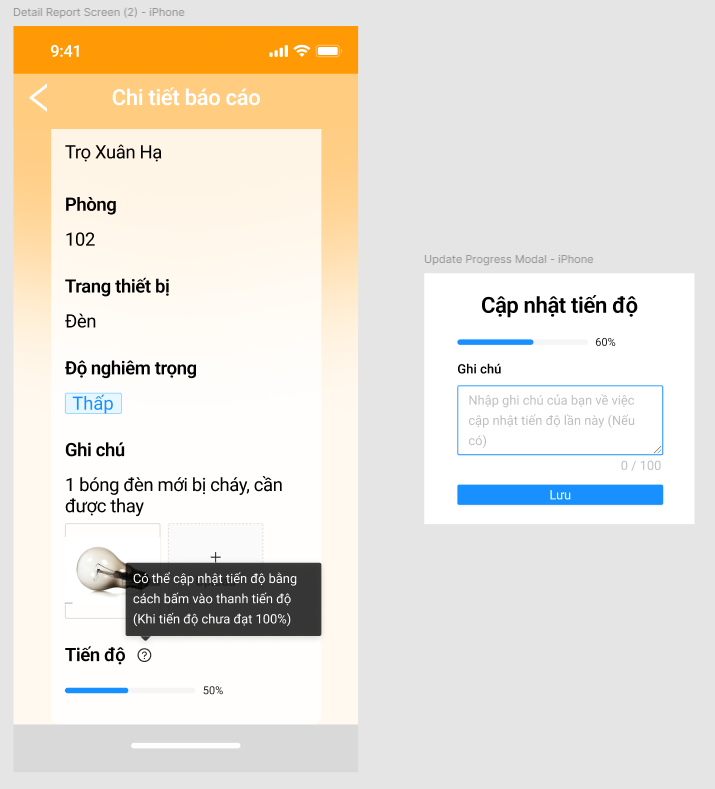 Detail Report Screen (2) - iPhone
9:41
Chi tiết báo cáo
Trọ Xuân Hạ
Phòng
102
Trang thiết bị
Đèn
Độ nghiêm trọng
Thấp
Ghi chú
1 bóng đèn mới bị cháy, cần
được thay
+
Có thể cập nhật tiến độ bằng
cách bấm vào thanh tiến độ
(Khi tiến độ chưa đạt 100%)
Tiến độ ?
50%
Update Progress Modal - iPhone
Cập nhật tiến độ
60%
Ghi chú
Nhập ghi chú của bạn về việc
cập nhật tiến độ lần này (Nếu
có)
0 / 100
Lưu